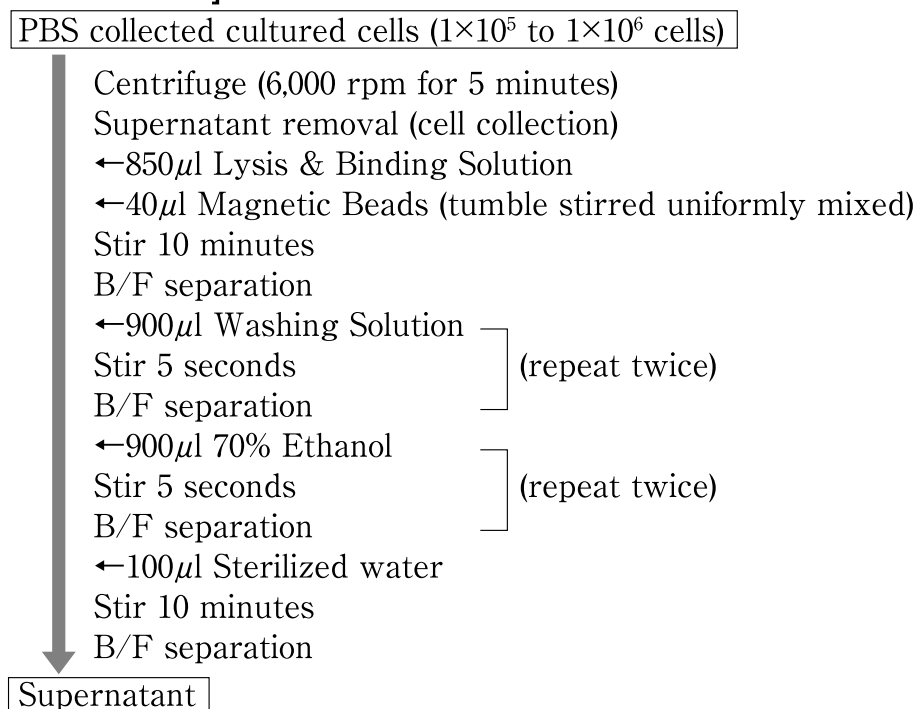 PBS collected cultured cells (1×10⁵ to 1×10⁶ cells)
Centrifuge (6,000 rpm for 5 minutes)
Supernatant removal (cell collection)
←850μl Lysis & Binding Solution
←40μl Magnetic Beads (tumble stirred uniformly mixed)
Stir 10 minutes
B/F separation
←900μl Washing Solution
Stir 5 seconds (repeat twice)
B/F separation
←900μl 70% Ethanol
Stir 5 seconds (repeat twice)
B/F separation
←100μl Sterilized water
Stir 10 minutes
B/F separation
Supernatant